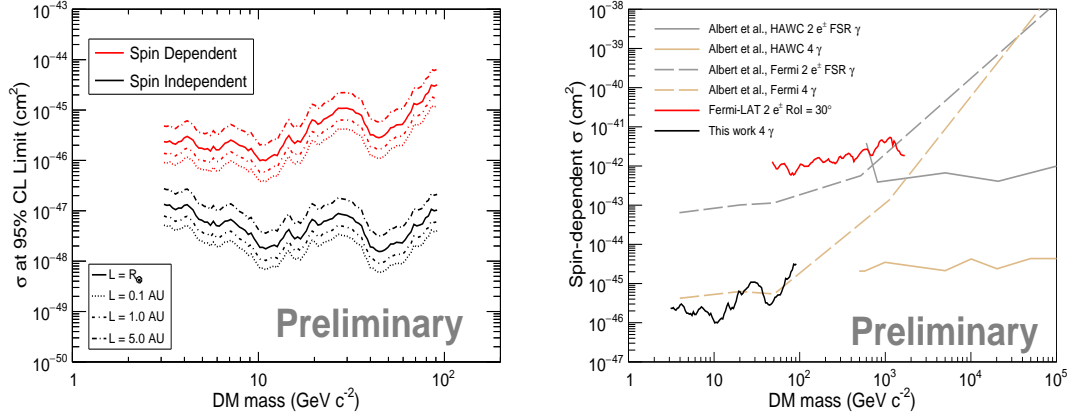 10⁻⁴³
10⁻⁴⁴
10⁻⁴⁵
10⁻⁴⁶
10⁻⁴⁷
10⁻⁴⁸
10⁻⁴⁹
10⁻⁵⁰
σ at 95% CL Limit (cm²)
Spin Dependent
Spin Independent
L = R⊙
L = 0.1 AU
L = 1.0 AU
L = 5.0 AU
Preliminary
1
10
10²
DM mass (GeV c⁻²)
10⁻³⁸
10⁻³⁹
10⁻⁴⁰
10⁻⁴¹
10⁻⁴²
10⁻⁴³
10⁻⁴⁴
10⁻⁴⁵
10⁻⁴⁶
10⁻⁴⁷
Spin-dependent σ (cm²)
Albert et al., HAWC 2 e± FSR γ
Albert et al., HAWC 4 γ
Albert et al., Fermi 2 e± FSR γ
Albert et al., Fermi 4 γ
Fermi-LAT 2 e± RoI = 30°
This work 4 γ
Preliminary
1
10
10²
10³
10⁴
10⁵
DM mass (GeV c⁻²)